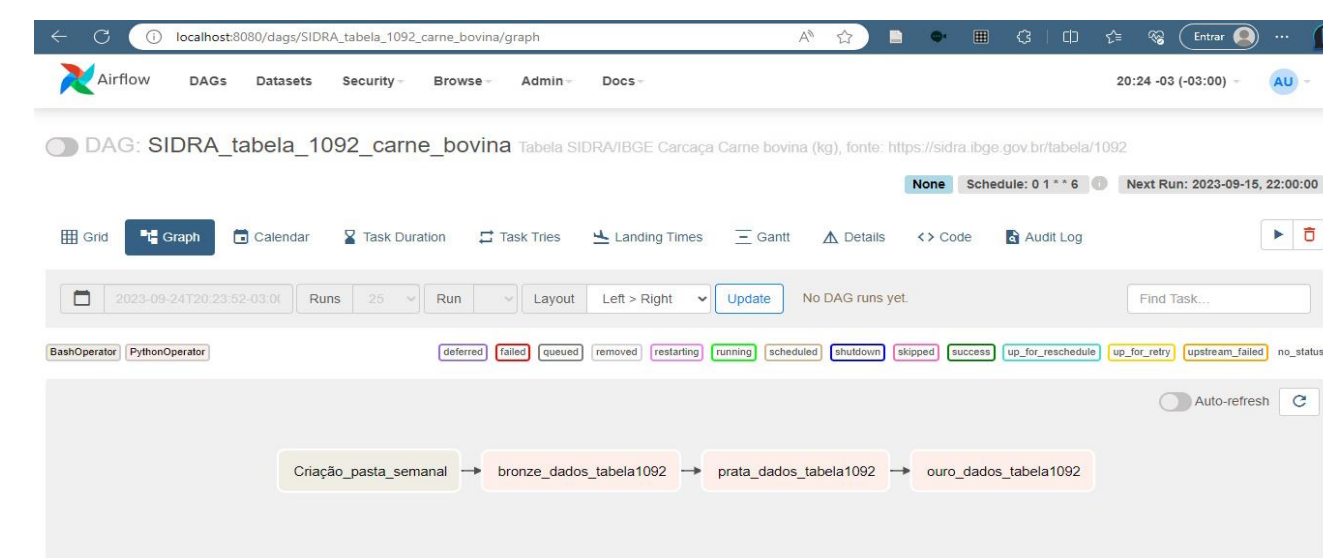 localhost:8080/dags/SIDRA_tabela_1092_carne_bovina/graph Entrar
Airflow DAGs Datasets Security Browse Admin Docs 20:24 -03 (-03:00) AU
DAG: SIDRA_tabela_1092_carne_bovina Tabela SIDRA/IBGE Carcaça Carne bovina (kg), fonte: https://sidra.ibge.gov.br/tabela/1092
None Schedule: 0 1 * * 6 Next Run: 2023-09-15, 22:00:00
Grid Graph Calendar Task Duration Task Tries Landing Times Gantt Details <> Code Audit Log
2023-09-24T20:23:52-03:0( Runs 25 Run Layout Left > Right Update No DAG runs yet. Find Task...
BashOperator PythonOperator deferred failed queued removed restarting running scheduled shutdown skipped success up_for_reschedule up_for_retry upstream_failed no_status
Auto-refresh
Criação_pasta_semanal bronze_dados_tabela1092 prata_dados_tabela1092 ouro_dados_tabela1092